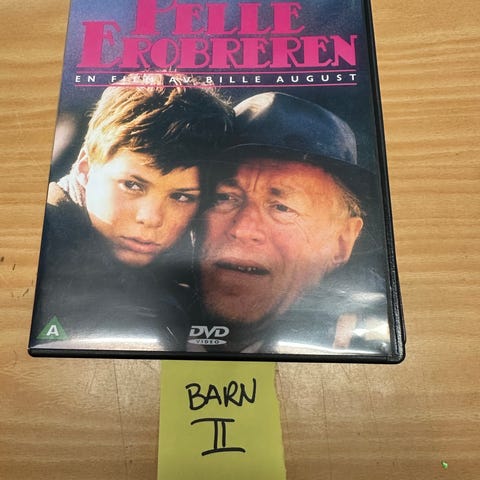 PELLE
EROBREREN
EN FILM AV BILLE AUGUST
A
DVD
VIDEO
BARN
II